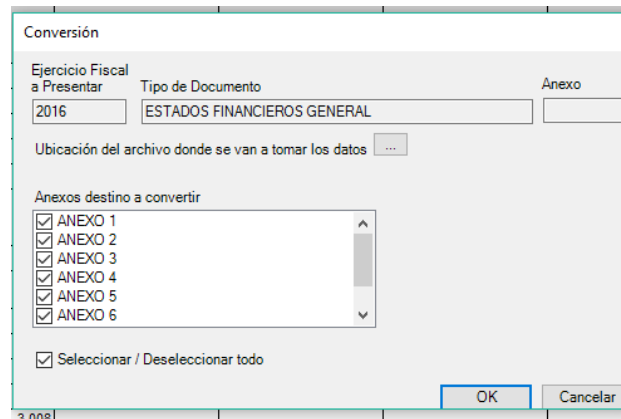 Conversión
Ejercicio Fiscal
a Presentar Tipo de Documento Anexo
2016 ESTADOS FINANCIEROS GENERAL
Ubicación del archivo donde se van a tomar los datos ...
Anexos destino a convertir
ANEXO 1
ANEXO 2
ANEXO 3
ANEXO 4
ANEXO 5
ANEXO 6
Seleccionar / Deseleccionar todo
OK Cancelar
3,008